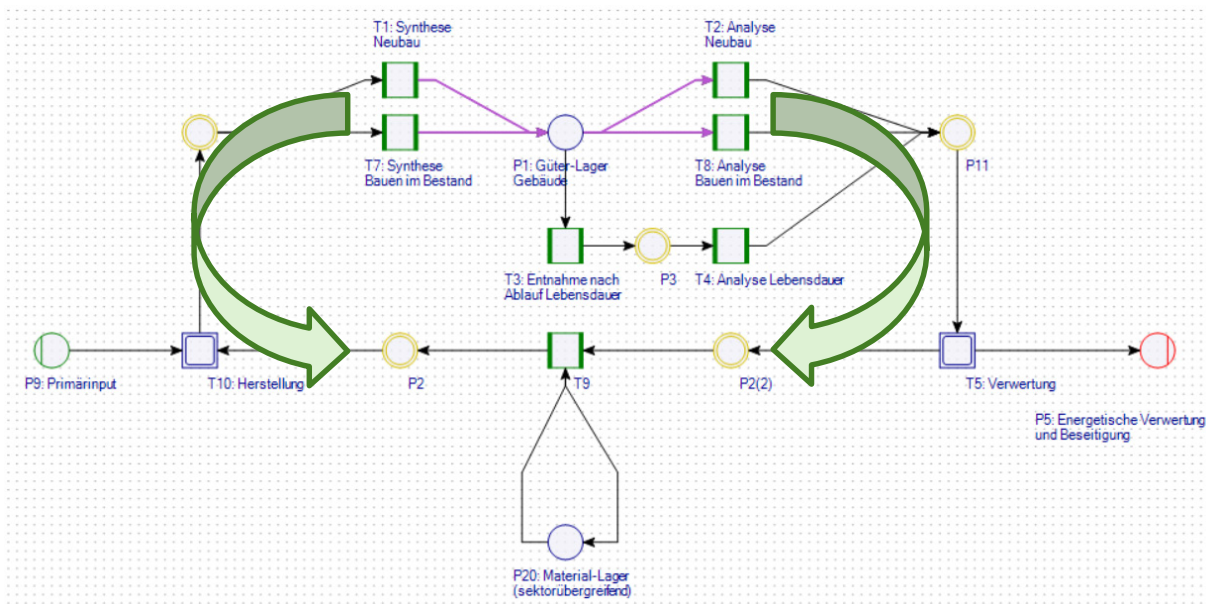 T1: Synthese
Neubau
T2: Analyse
Neubau
T7: Synthese
Bauen im Bestand
P1: Güter-Lager
Gebäude
T8: Analyse
Bauen im Bestand
P11
T3: Entnahme nach
Ablauf Lebensdauer
P3
T4: Analyse Lebensdauer
P9: Primärinput
T10: Herstellung
P2
T9
P2(2)
T5: Verwertung
P5: Energetische Verwertung
und Beseitigung
P20: Material-Lager
(sektorübergreifend)